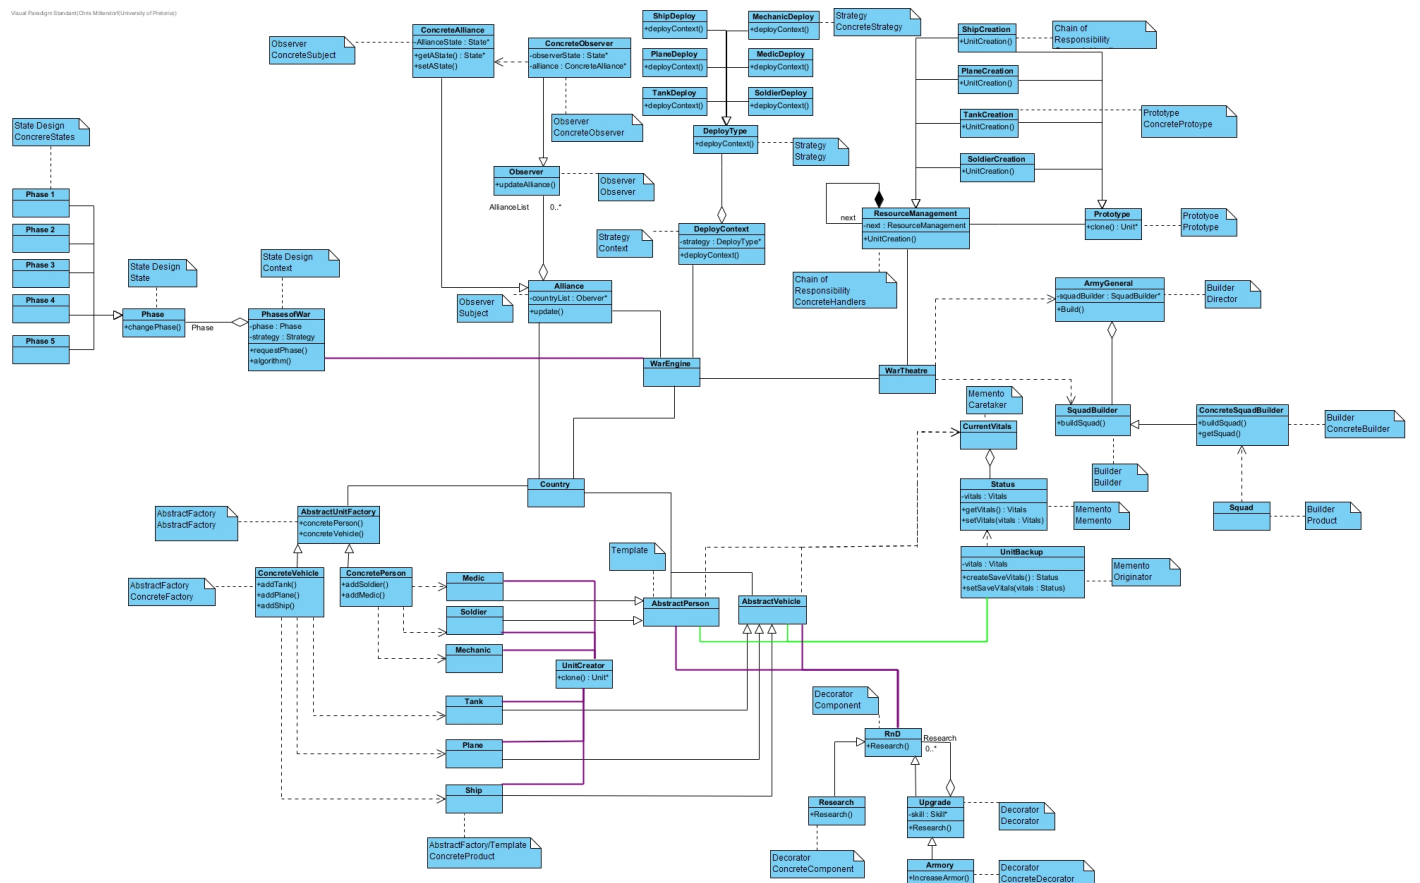 Visual Paradigm Standard(Chris Mittendorf(University of Pretoria))
Observer
ConcreteSubject
ConcreteAlliance
-AllianceState : State*
+getAState() : State*
+setAState()
ConcreteObserver
-observerState : State*
-alliance : ConcreteAlliance*
Observer
ConcreteObserver
ShipDeploy
+deployContext()
MechanicDeploy
+deployContext()
Strategy
ConcreteStrategy
PlaneDeploy
+deployContext()
MedicDeploy
+deployContext()
TankDeploy
+deployContext()
SoldierDeploy
+deployContext()
DeployType
+deployContext()
Strategy
Strategy
ShipCreation
+UnitCreation()
Chain of
Responsibility
PlaneCreation
+UnitCreation()
TankCreation
+UnitCreation()
Prototype
ConcreteProtoype
SoldierCreation
+UnitCreation()
State Design
ConcrereStates
Phase 1
Phase 2
Phase 3
Phase 4
Phase 5
State Design
State
Phase
+changePhase()
Phase
State Design
Context
PhasesofWar
-phase : Phase
-strategy : Strategy
+requestPhase()
+algorithm()
Observer
+updateAlliance()
Observer
Observer
AllianceList
0..*
Strategy
Context
DeployContext
-strategy : DeployType*
+deployContext()
next
ResourceManagement
-next : ResourceManagement
+UnitCreation()
Prototype
+clone() : Unit*
Prototyoe
Prototype
Chain of
Responsibility
ConcreteHandlers
Observer
Subject
Alliance
-countryList : Oberver*
+update()
ArmyGeneral
-squadBuilder : SquadBuilder*
+Build()
Builder
Director
WarEngine
WarTheatre
Memento
Caretaker
CurrentVitals
SquadBuilder
+buildSquad()
ConcreteSquadBuilder
+buildSquad()
+getSquad()
Builder
ConcreteBuilder
Builder
Builder
Squad
Builder
Product
Country
Status
-vitals : Vitals
+getVitals() : Vitals
+setVitals(vitals : Vitals)
Memento
Memento
UnitBackup
-vitals : Vitals
+createSaveVitals() : Status
+setSaveVitals(vitals : Status)
Memento
Originator
AbstractFactory
AbstractFactory
AbstractUnitFactory
+concretePerson()
+concreteVehicle()
AbstractFactory
ConcreteFactory
ConcreteVehicle
+addTank()
+addPlane()
+addShip()
ConcretePerson
+addSoldier()
+addMedic()
Medic
Soldier
Mechanic
Tank
Plane
Ship
AbstractFactory/Template
ConcreteProduct
Template
AbstractPerson
AbstractVehicle
UnitCreator
+clone() : Unit*
Decorator
Component
RnD
+Research()
Research
0..*
Research
+Research()
Upgrade
-skill : Skill*
+Research()
Decorator
Decorator
Decorator
ConcreteComponent
Armory
+IncreaseArmor()
Decorator
ConcreteDecorator